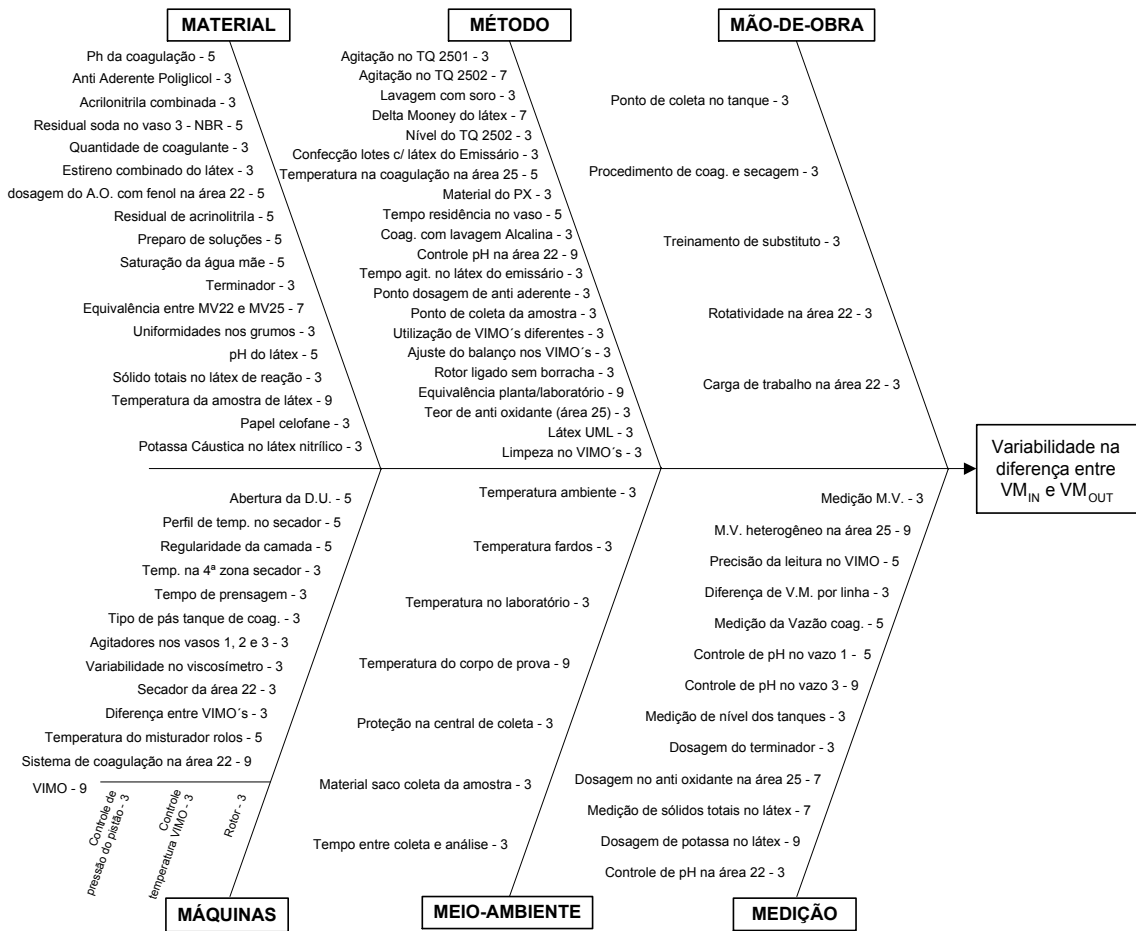 MATERIAL
Ph da coagulação - 5
Anti Aderente Poliglicol - 3
Acrilonitrila combinada - 3
Residual soda no vaso 3 - NBR - 5
Quantidade de coagulante - 3
Estireno combinado do látex - 3
dosagem do A.O. com fenol na área 22 - 5
Residual de acrinolitrila - 5
Preparo de soluções - 5
Saturação da água mãe - 5
Terminador - 3
Equivalência entre MV22 e MV25 - 7
Uniformidades nos grumos - 3
pH do látex - 5
Sólido totais no látex de reação - 3
Temperatura da amostra de látex - 9
Papel celofane - 3
Potassa Cáustica no látex nitrílico - 3
MÉTODO
Agitação no TQ 2501 - 3
Agitação no TQ 2502 - 7
Lavagem com soro - 3
Delta Mooney do látex - 7
Nível do TQ 2502 - 3
Confecção lotes c/ látex do Emissário - 3
Temperatura na coagulação na área 25 - 5
Material do PX - 3
Tempo residência no vaso - 5
Coag. com lavagem Alcalina - 3
Controle pH na área 22 - 9
Tempo agit. no látex do emissário - 3
Ponto dosagem de anti aderente - 3
Ponto de coleta da amostra - 3
Utilização de VIMO´s diferentes - 3
Ajuste do balanço nos VIMO´s - 3
Rotor ligado sem borracha - 3
Equivalência planta/laboratório - 9
Teor de anti oxidante (área 25) - 3
Látex UML - 3
Limpeza no VIMO´s - 3
MÃO-DE-OBRA
Ponto de coleta no tanque - 3
Procedimento de coag. e secagem - 3
Treinamento de substituto - 3
Rotatividade na área 22 - 3
Carga de trabalho na área 22 - 3
Variabilidade na
diferença entre
VM IN e VM OUT
Abertura da D.U. - 5
Perfil de temp. no secador - 5
Regularidade da camada - 5
Temp. na 4ª zona secador - 3
Tempo de prensagem - 3
Tipo de pás tanque de coag. - 3
Agitadores nos vasos 1, 2 e 3 - 3
Variabilidade no viscosímetro - 3
Secador da área 22 - 3
Diferença entre VIMO´s - 3
Temperatura do misturador rolos - 5
Sistema de coagulação na área 22 - 9
VIMO - 9
Controle de
pressão do pistão - 3
Controle
temperatura VIMO - 3
Rotor - 3
MÁQUINAS
Temperatura ambiente - 3
Temperatura fardos - 3
Temperatura no laboratório - 3
Temperatura do corpo de prova - 9
Proteção na central de coleta - 3
Material saco coleta da amostra - 3
Tempo entre coleta e análise - 3
MEIO-AMBIENTE
Medição M.V. - 3
M.V. heterogêneo na área 25 - 9
Precisão da leitura no VIMO - 5
Diferença de V.M. por linha - 3
Medição da Vazão coag. - 5
Controle de pH no vazo 1 - 5
Controle de pH no vazo 3 - 9
Medição de nível dos tanques - 3
Dosagem do terminador - 3
Dosagem no anti oxidante na área 25 - 7
Medição de sólidos totais no látex - 7
Dosagem de potassa no látex - 9
Controle de pH na área 22 - 3
MEDIÇÃO